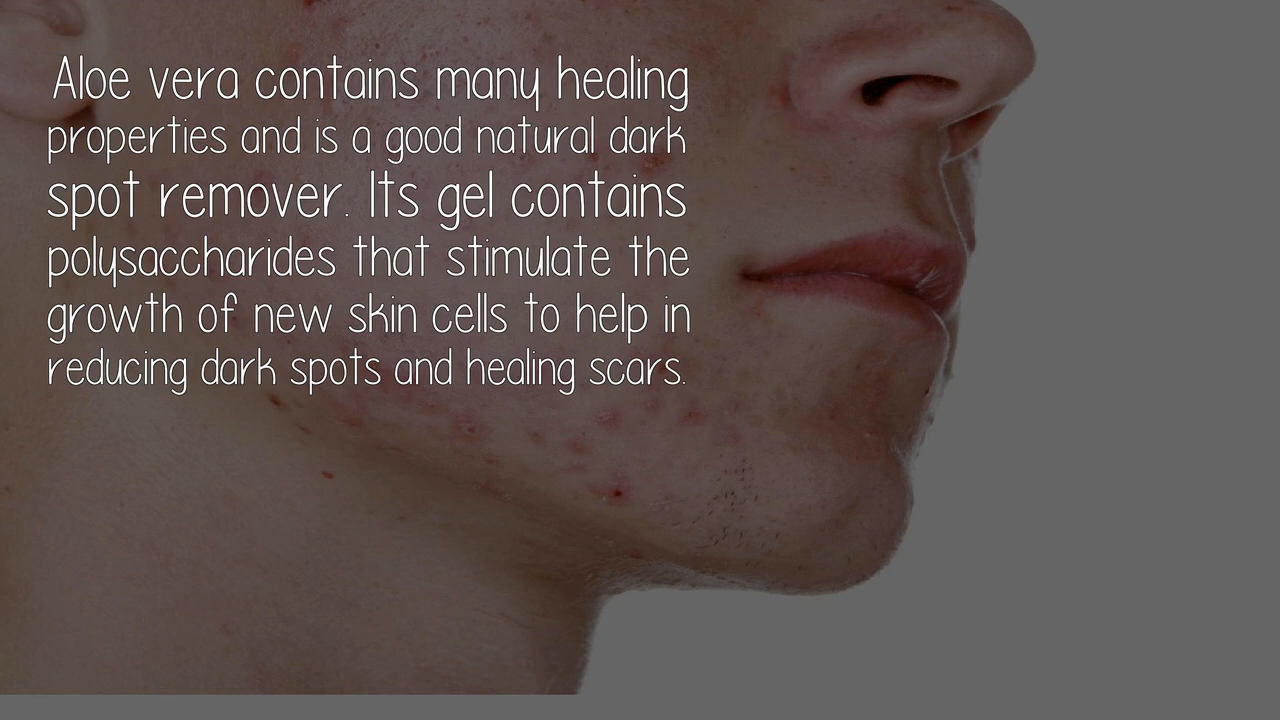 Aloe vera contains many healing
properties and is a good natural dark
spot remover. Its gel contains
polysaccharides that stimulate the
growth of new skin cells to help in
reducing dark spots and healing scars.